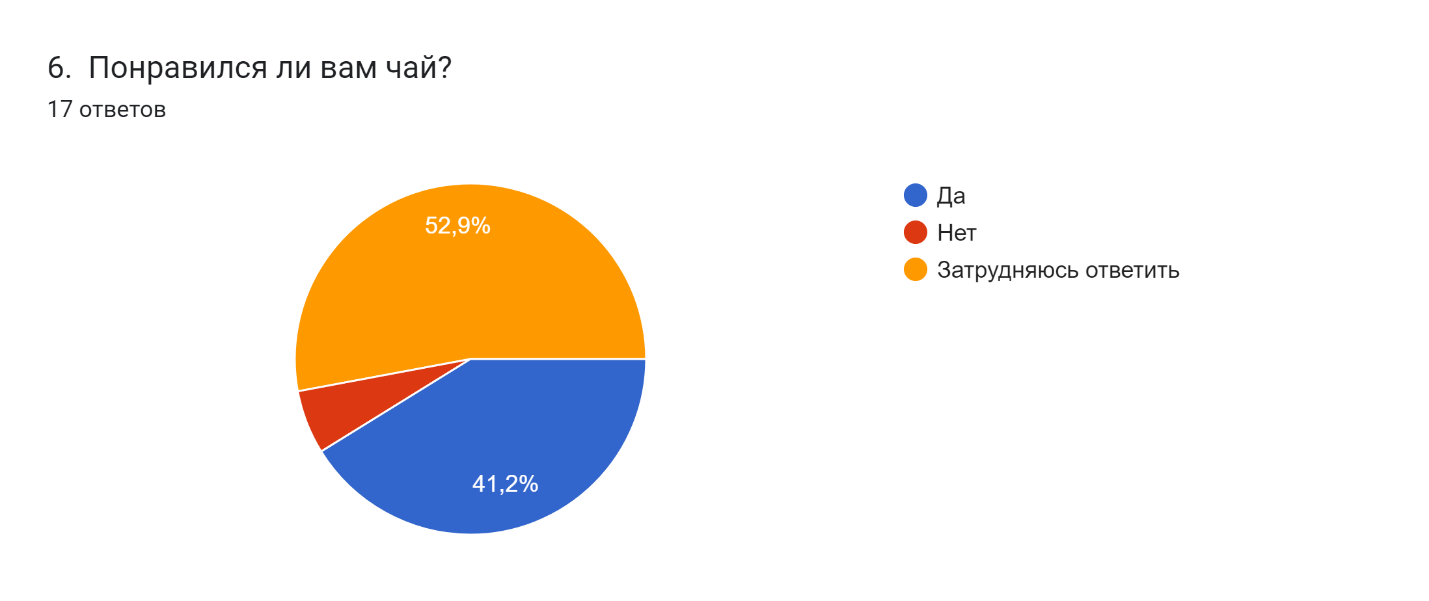 6. Понравился ли вам чай?
17 ответов
52,9%
41,2%
Да
Нет
Затрудняюсь ответить